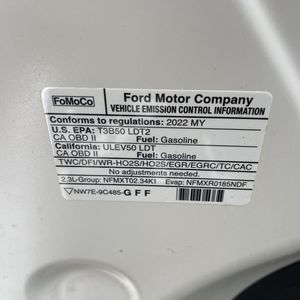 FoMoCo
Ford Motor Company
VEHICLE EMISSION CONTROL INFORMATION
Conforms to regulations: 2022 MY
U.S. EPA: T3B50 LDT2
CA OBD II Fuel: Gasoline
California: ULEV50 LDT
CA OBD II Fuel: Gasoline
TWC/DFI/WR-HO2S/HO2S/EGR/EGRC/TC/CAC
No adjustments needed.
2.3L-Group: NFMXT02.34K1 Evap: NFMXR0185NDF
NW7E-9C485-GFF